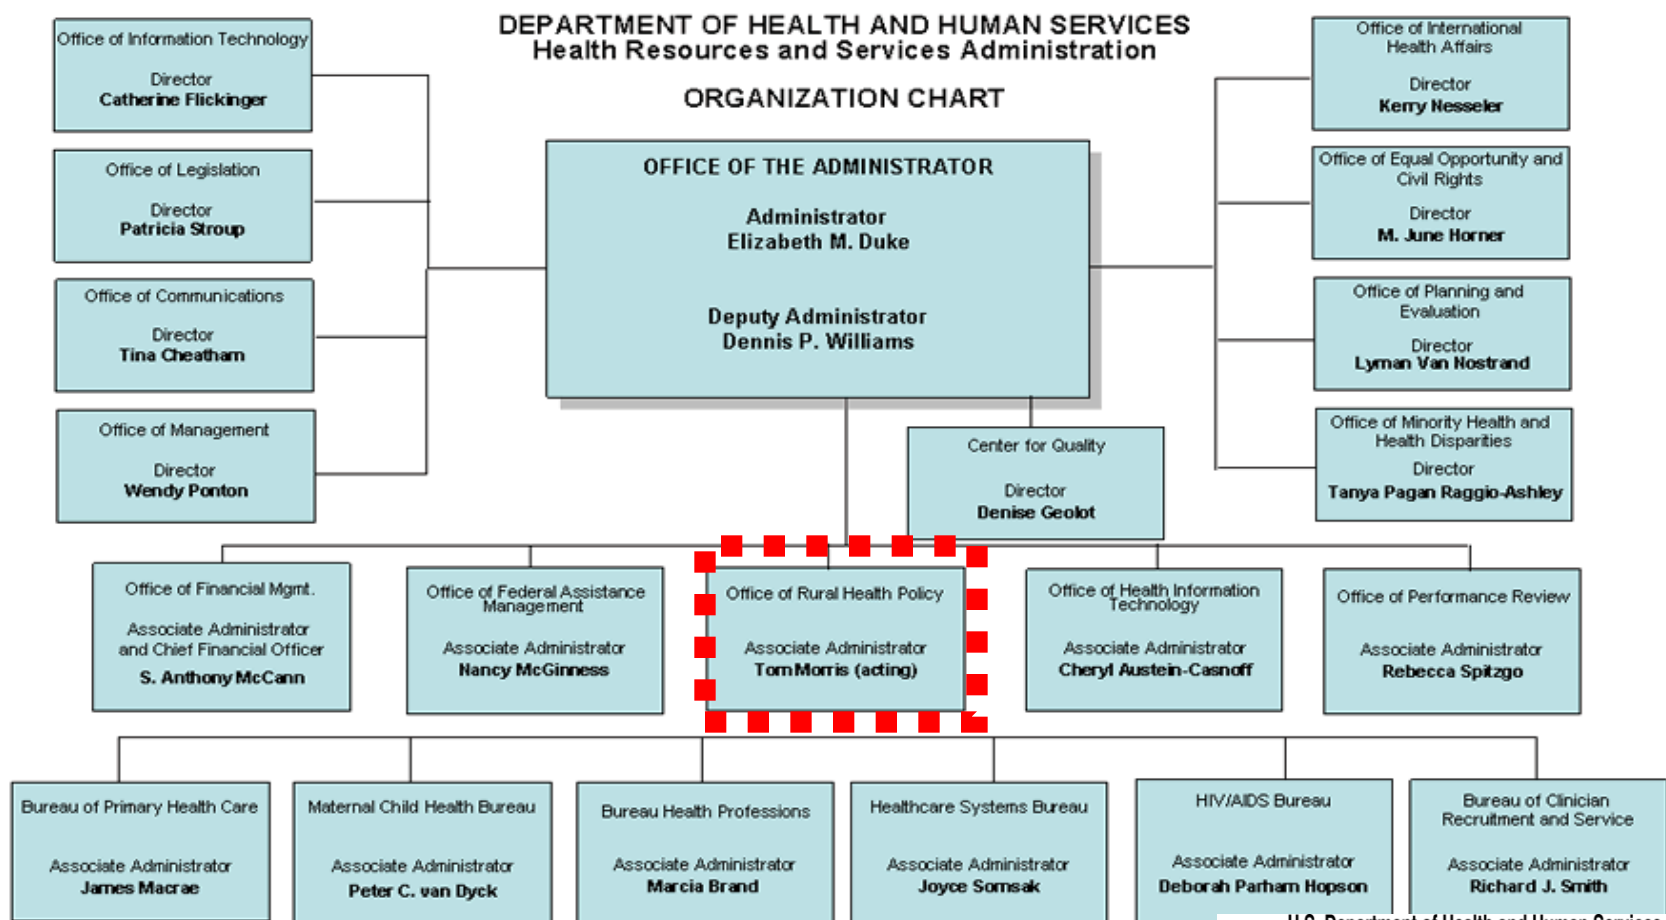 DEPARTMENT OF HEALTH AND HUMAN SERVICES
Health Resources and Services Administration
ORGANIZATION CHART
Office of Information Technology
Director
Catherine Flickinger
Office of Legislation
Director
Patricia Stroup
Office of Communications
Director
Tina Cheatham
Office of Management
Director
Wendy Ponton
OFFICE OF THE ADMINISTRATOR
Administrator
Elizabeth M. Duke
Deputy Administrator
Dennis P. Williams
Center for Quality
Director
Denise Geolot
Office of International
Health Affairs
Director
Kerry Nesseler
Office of Equal Opportunity and
Civil Rights
Director
M. June Horner
Office of Planning and
Evaluation
Director
Lyman Van Nostrand
Office of Minority Health and
Health Disparities
Director
Tanya Pagan Raggio-Ashley
Office of Financial Mgmt.
Associate Administrator
and Chief Financial Officer
S. Anthony McCann
Office of Federal Assistance
Management
Associate Administrator
Nancy McGinness
Office of Rural Health Policy
Associate Administrator
Tom Morris (acting)
Office of Health Information
Technology
Associate Administrator
Cheryl Austein-Casnoff
Office of Performance Review
Associate Administrator
Rebecca Spitzgo
Bureau of Primary Health Care
Associate Administrator
James Macrae
Maternal Child Health Bureau
Associate Administrator
Peter C. van Dyck
Bureau Health Professions
Associate Administrator
Marcia Brand
Healthcare Systems Bureau
Associate Administrator
Joyce Somsak
HIV/AIDS Bureau
Associate Administrator
Deborah Parham Hopson
Bureau of Clinician
Recruitment and Service
Associate Administrator
Richard J. Smith
U.S. Department of Health and Human Services